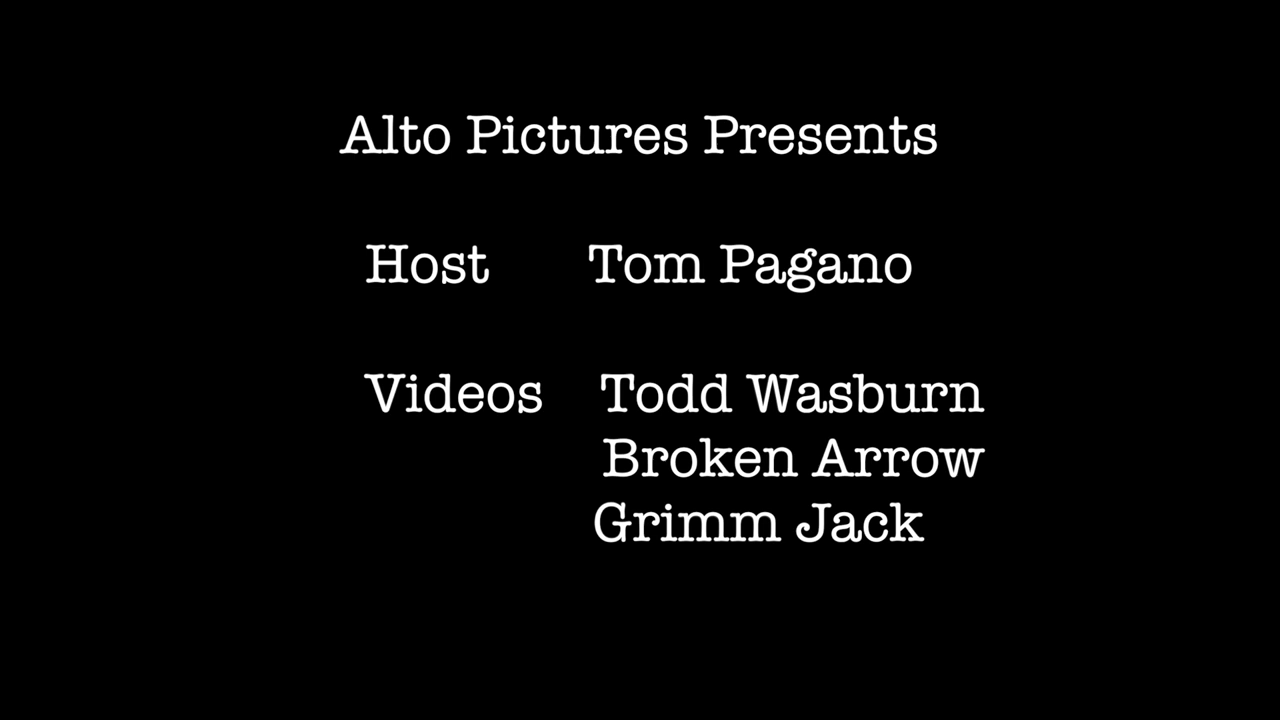 Alto Pictures Presents
Host Tom Pagano
Videos Todd Wasburn
Broken Arrow
Grimm Jack